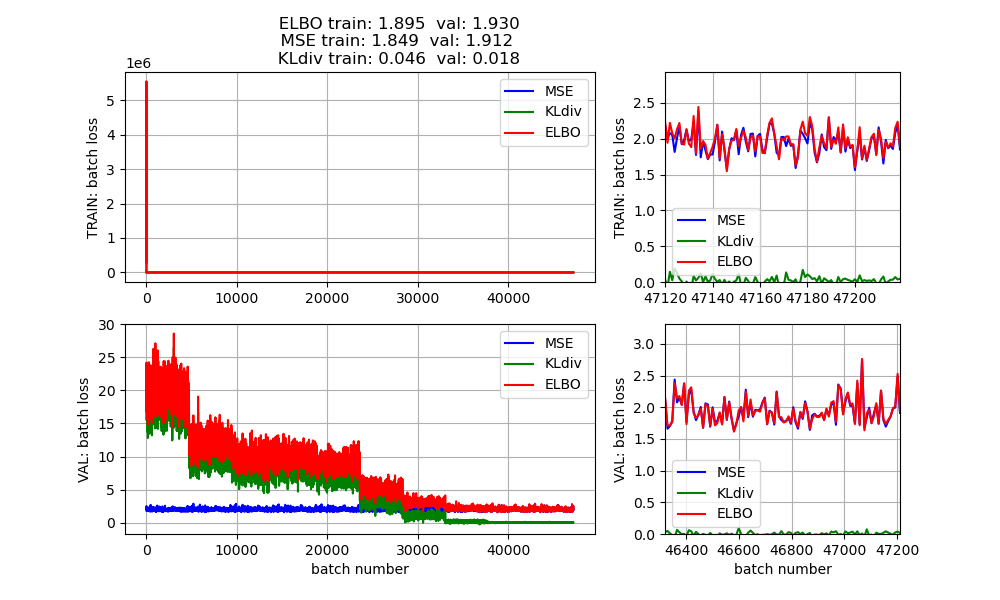 ELBO train: 1.895 val: 1.930
MSE train: 1.849 val: 1.912
KLdiv train: 0.046 val: 0.018
1e6
TRAIN: batch loss
5
4
3
2
1
0
0 10000 20000 30000 40000
MSE
KLdiv
ELBO
TRAIN: batch loss
2.5
2.0
1.5
1.0
0.5
0.0
47120 47140 47160 47180 47200
MSE
KLdiv
ELBO
VAL: batch loss
30
25
20
15
10
5
0
0 10000 20000 30000 40000
batch number
MSE
KLdiv
ELBO
VAL: batch loss
3.0
2.5
2.0
1.5
1.0
0.5
0.0
46400 46600 46800 47000 47200
batch number
MSE
KLdiv
ELBO